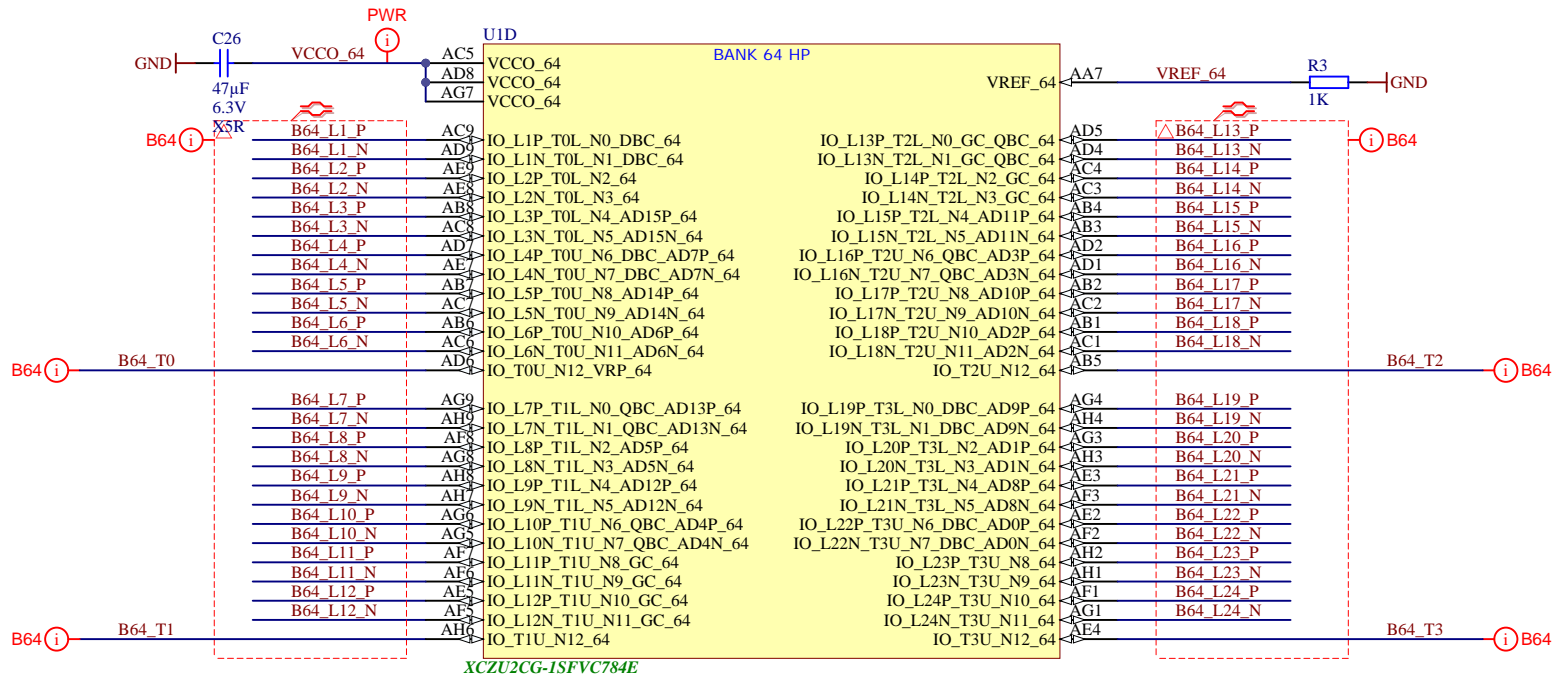 PWR
C26
GND
VCCO_64
47µF
6.3V
X5R
U1D
BANK 64 HP
AC5 VCCO_64
AD8 VCCO_64
AG7 VCCO_64
VREF_64 AA7 VREF_64
R3
1K
GND
B64 i
B64_L1_P AC9 IO_L1P_T0L_N0_DBC_64
B64_L1_N AD9 IO_L1N_T0L_N1_DBC_64
B64_L2_P AE9 IO_L2P_T0L_N2_64
B64_L2_N AE8 IO_L2N_T0L_N3_64
B64_L3_P AB8 IO_L3P_T0L_N4_AD15P_64
B64_L3_N AC8 IO_L3N_T0L_N5_AD15N_64
B64_L4_P AD7 IO_L4P_T0U_N6_DBC_AD7P_64
B64_L4_N AE7 IO_L4N_T0U_N7_DBC_AD7N_64
B64_L5_P AB7 IO_L5P_T0U_N8_AD14P_64
B64_L5_N AC7 IO_L5N_T0U_N9_AD14N_64
B64_L6_P AB6 IO_L6P_T0U_N10_AD6P_64
B64_L6_N AC6 IO_L6N_T0U_N11_AD6N_64
B64 i B64_T0 AD6 IO_T0U_N12_VRP_64
B64_L7_P AG9 IO_L7P_T1L_N0_QBC_AD13P_64
B64_L7_N AH9 IO_L7N_T1L_N1_QBC_AD13N_64
B64_L8_P AF8 IO_L8P_T1L_N2_AD5P_64
B64_L8_N AG8 IO_L8N_T1L_N3_AD5N_64
B64_L9_P AH8 IO_L9P_T1L_N4_AD12P_64
B64_L9_N AH7 IO_L9N_T1L_N5_AD12N_64
B64_L10_P AG6 IO_L10P_T1U_N6_QBC_AD4P_64
B64_L10_N AG5 IO_L10N_T1U_N7_QBC_AD4N_64
B64_L11_P AF7 IO_L11P_T1U_N8_GC_64
B64_L11_N AF6 IO_L11N_T1U_N9_GC_64
B64_L12_P AE5 IO_L12P_T1U_N10_GC_64
B64_L12_N AF5 IO_L12N_T1U_N11_GC_64
B64 i B64_T1 AH6 IO_T1U_N12_64
IO_L13P_T2L_N0_GC_QBC_64 AD5 B64_L13_P
i B64
IO_L13N_T2L_N1_GC_QBC_64 AD4 B64_L13_N
IO_L14P_T2L_N2_GC_64 AC4 B64_L14_P
IO_L14N_T2L_N3_GC_64 AC3 B64_L14_N
IO_L15P_T2L_N4_AD11P_64 AB4 B64_L15_P
IO_L15N_T2L_N5_AD11N_64 AB3 B64_L15_N
IO_L16P_T2U_N6_QBC_AD3P_64 AD2 B64_L16_P
IO_L16N_T2U_N7_QBC_AD3N_64 AD1 B64_L16_N
IO_L17P_T2U_N8_AD10P_64 AB2 B64_L17_P
IO_L17N_T2U_N9_AD10N_64 AC2 B64_L17_N
IO_L18P_T2U_N10_AD2P_64 AB1 B64_L18_P
IO_L18N_T2U_N11_AD2N_64 AC1 B64_L18_N
IO_T2U_N12_64 AB5 B64_T2 i B64
IO_L19P_T3L_N0_DBC_AD9P_64 AG4 B64_L19_P
IO_L19N_T3L_N1_DBC_AD9N_64 AH4 B64_L19_N
IO_L20P_T3L_N2_AD1P_64 AG3 B64_L20_P
IO_L20N_T3L_N3_AD1N_64 AH3 B64_L20_N
IO_L21P_T3L_N4_AD8P_64 AE3 B64_L21_P
IO_L21N_T3L_N5_AD8N_64 AF3 B64_L21_N
IO_L22P_T3U_N6_DBC_AD0P_64 AE2 B64_L22_P
IO_L22N_T3U_N7_DBC_AD0N_64 AF2 B64_L22_N
IO_L23P_T3U_N8_64 AH2 B64_L23_P
IO_L23N_T3U_N9_64 AH1 B64_L23_N
IO_L24P_T3U_N10_64 AF1 B64_L24_P
IO_L24N_T3U_N11_64 AG1 B64_L24_N
IO_T3U_N12_64 AE4 B64_T3 i B64
XCZU2CG-1SFVC784E